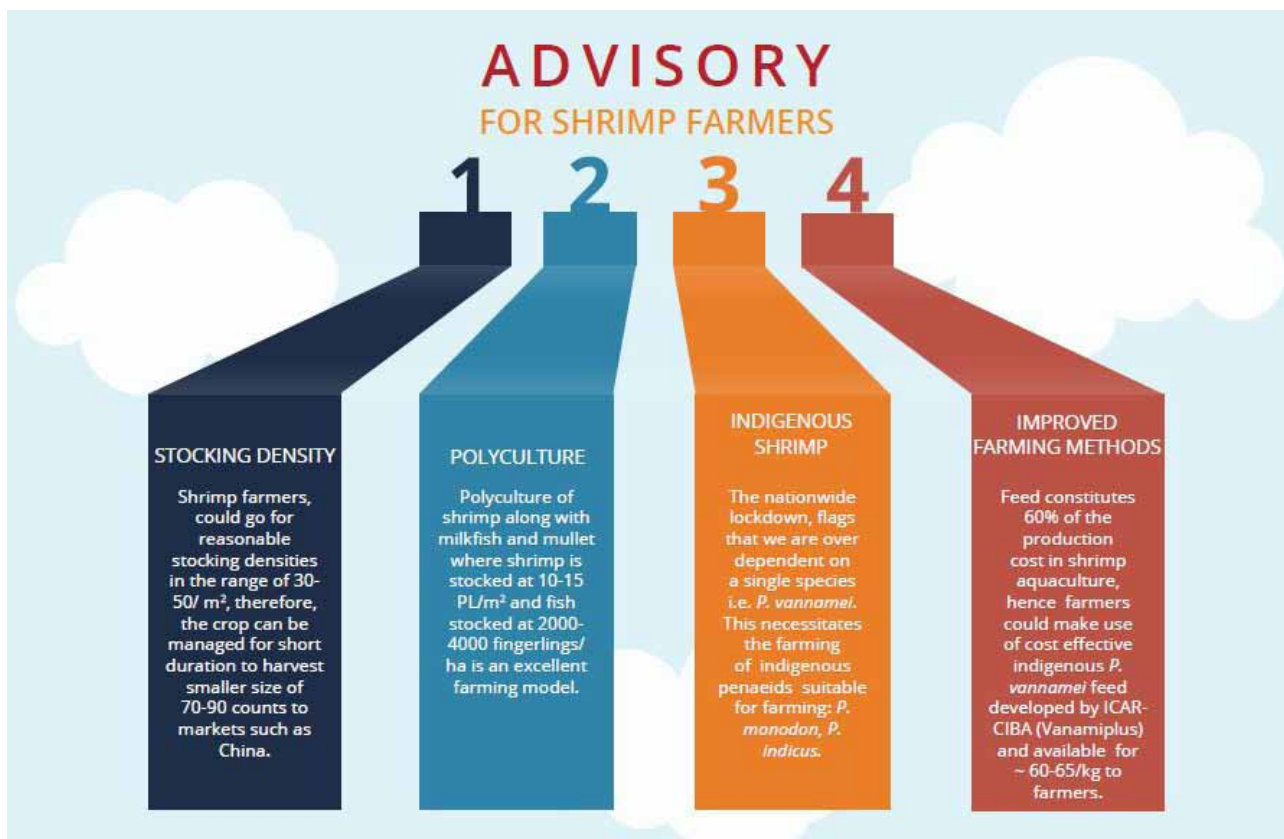 ADVISORY
FOR SHRIMP FARMERS
1
2
3
4
STOCKING DENSITY
Shrimp farmers,
could go for
reasonable
stocking densities
in the range of 30-
50/ m², therefore,
the crop can be
managed for short
duration to harvest
smaller size of
70-90 counts to
markets such as
China.
POLYCULTURE
Polyculture of
shrimp along with
milkfish and mullet
where shrimp is
stocked at 10-15
PL/m² and fish
stocked at 2000-
4000 fingerlings/
ha is an excellent
farming model.
INDIGENOUS
SHRIMP
The nationwide
lockdown, flags
that we are over
dependent on
a single species
i.e. P. vannamei.
This necessitates
the farming
of indigenous
penaeids suitable
for farming: P.
monodon, P.
indicus.
IMPROVED
FARMING METHODS
Feed constitutes
60% of the
production
cost in shrimp
aquaculture,
hence farmers
could make use
of cost effective
indigenous P.
vannamei feed
developed by ICAR-
CIBA (Vanamiplus)
and available for
~ 60-65/kg to
farmers.